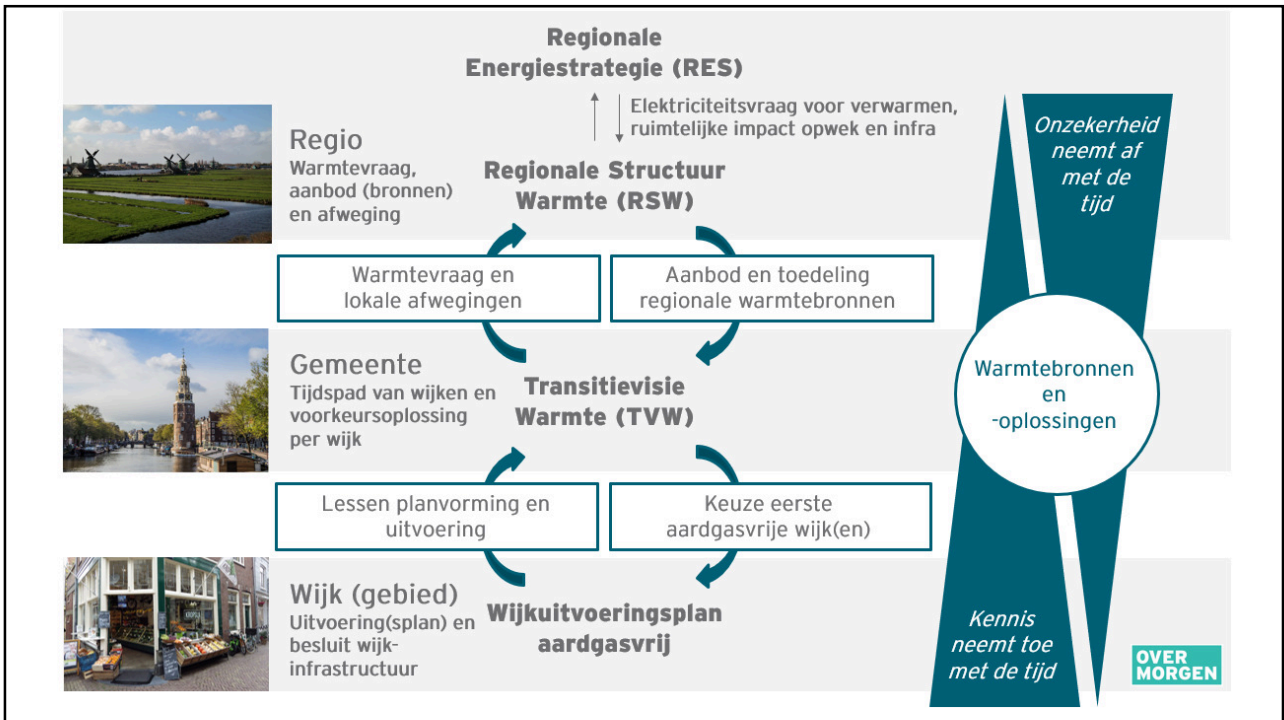 Regionale
Energiestrategie (RES)
Elektriciteitsvraag voor verwarmen,
ruimtelijke impact opwek en infra
Regio
Warmtevraag,
aanbod (bronnen)
en afweging
Regionale Structuur
Warmte (RSW)
Onzekerheid
neemt af
met de
tijd
Warmtevraag en
lokale afwegingen
Aanbod en toedeling
regionale warmtebronnen
Gemeente
Tijdspad van wijken en
voorkeursoplossing
per wijk
Transitievisie
Warmte (TVW)
Warmtebronnen
en
-oplossingen
Lessen planvorming en
uitvoering
Keuze eerste
aardgasvrije wijk(en)
Wijk (gebied)
Uitvoering(splan) en
besluit wijk-
infrastructuur
Wijkuitvoeringsplan
aardgasvrij
Kennis
neemt toe
met de tijd
OVER
MORGEN